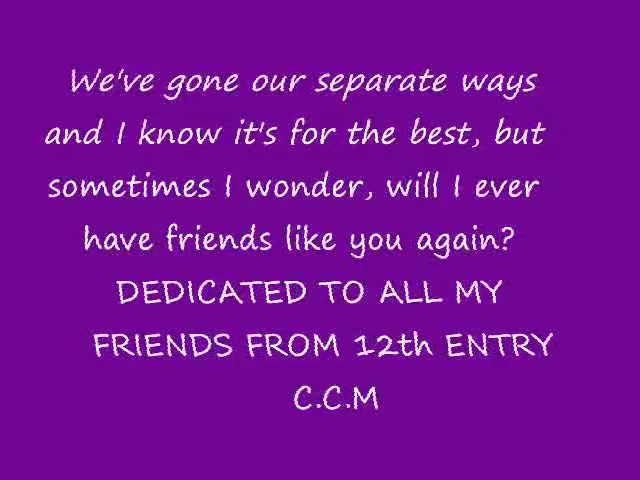 We've gone our separate ways
and I know it's for the best, but
sometimes I wonder, will I ever
have friends like you again?
DEDICATED TO ALL MY
FRIENDS FROM 12th ENTRY
C.C.M